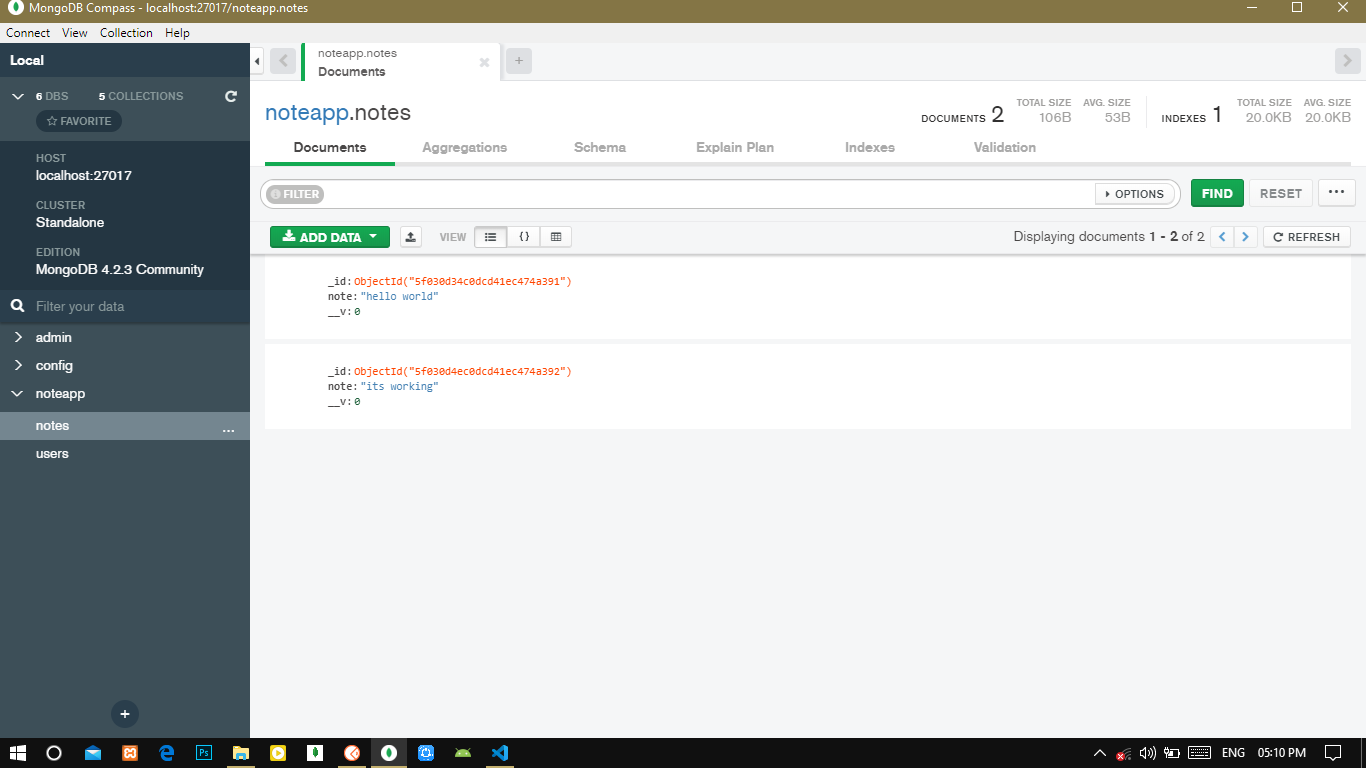 MongoDB Compass - localhost:27017/noteapp.notes
Connect View Collection Help
Local
6 DBS 5 COLLECTIONS
FAVORITE
HOST
localhost:27017
CLUSTER
Standalone
EDITION
MongoDB 4.2.3 Community
Filter your data
admin
config
noteapp
notes ...
users
+
noteapp.notes
Documents
+
noteapp.notes
DOCUMENTS 2 TOTAL SIZE 106B AVG. SIZE 53B
INDEXES 1 TOTAL SIZE 20.0KB AVG. SIZE 20.0KB
Documents Aggregations Schema Explain Plan Indexes Validation
FILTER OPTIONS FIND RESET ...
ADD DATA VIEW {} Displaying documents 1 - 2 of 2 < > REFRESH
_id:ObjectId("5f030d34c0dcd41ec474a391")
note:"hello world"
__v:0
_id:ObjectId("5f030d4ec0dcd41ec474a392")
note:"its working"
__v:0
Ps ENG 05:10 PM